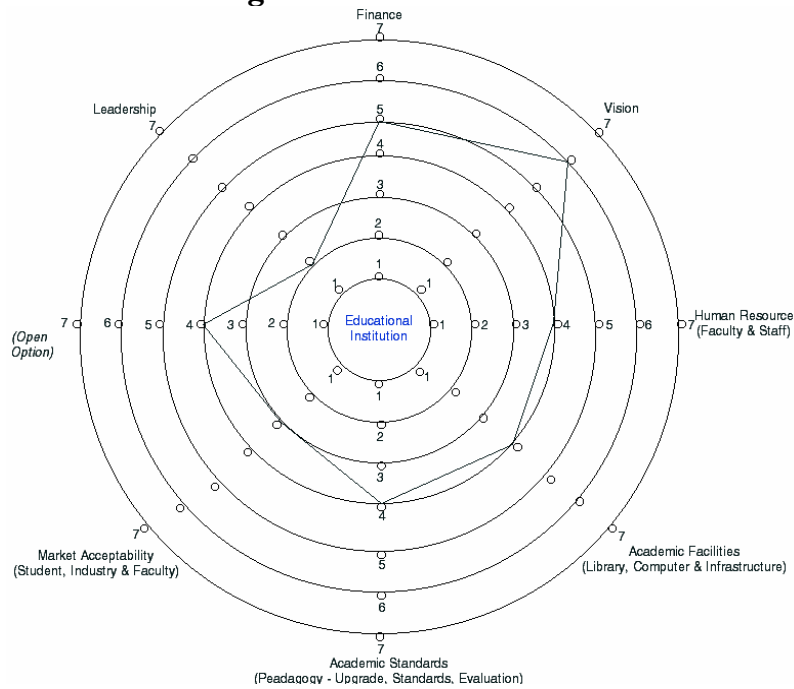 Finance
7
6
Leadership
5
Vision
7
7
4
3
2
1
1
1
7 6 5 4 3 2 1
Educational
Institution
1 2 3 4 5 6 7
Human Resource
(Faculty & Staff)
(Open
Option)
1
1
1
2
3
4
7
7
Market Acceptability
(Student, Industry & Faculty)
Academic Facilities
(Library, Computer & Infrastructure)
5
6
7
Academic Standards
(Peadagogy - Upgrade, Standards, Evaluation)